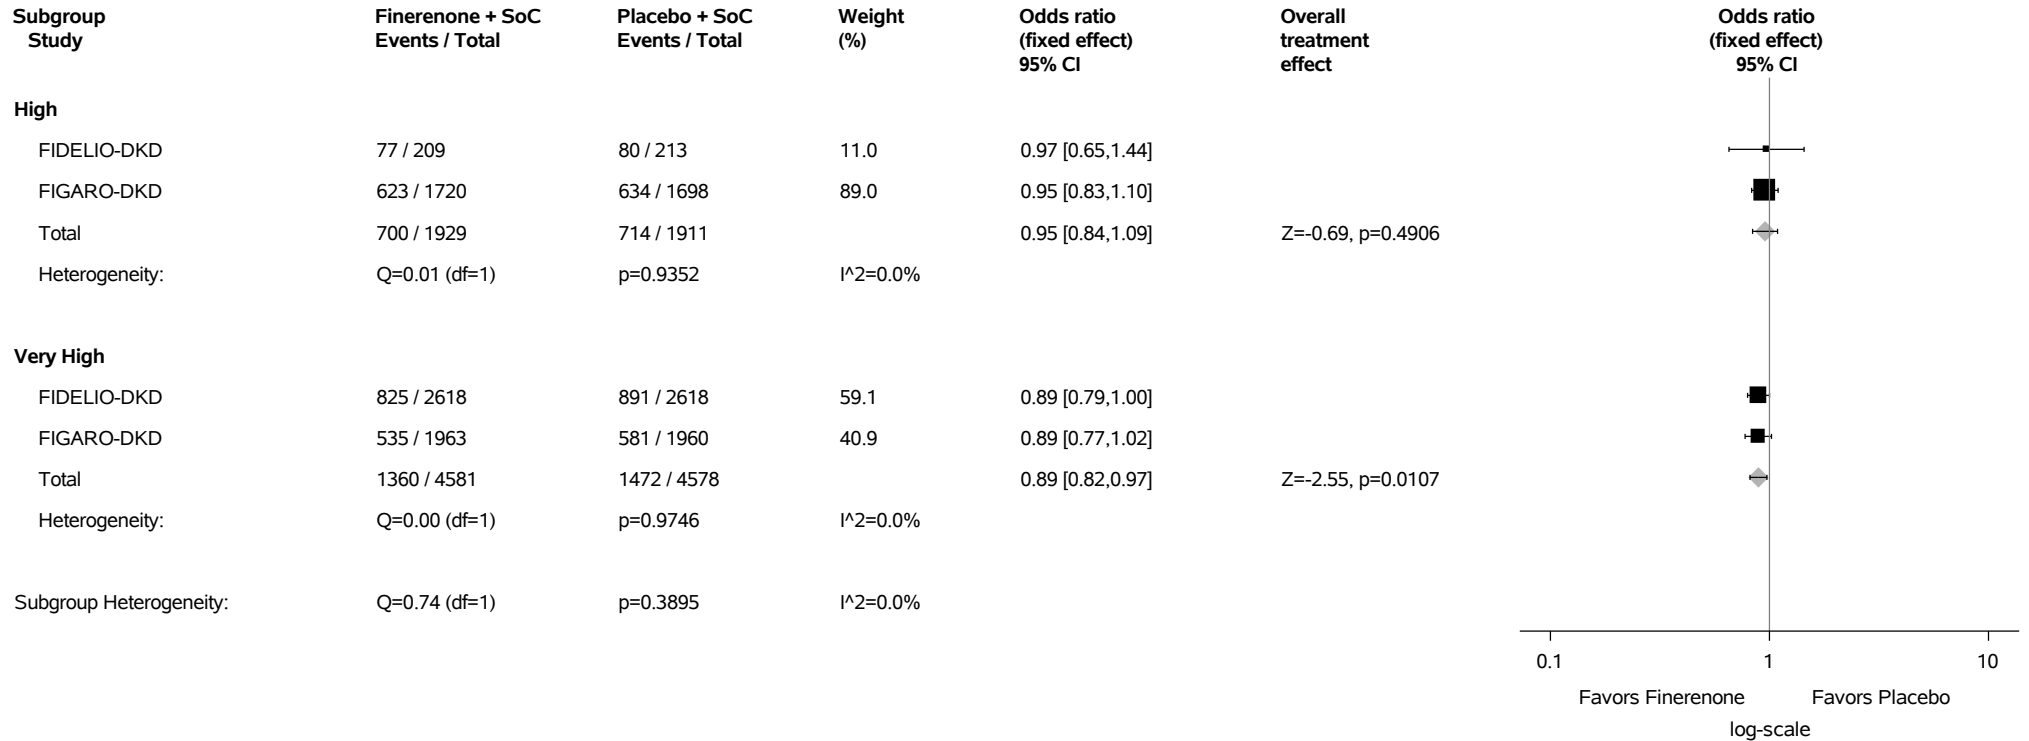 Subgroup Finerenone + SoC Placebo + SoC Weight Odds ratio Overall Odds ratio
Study Events / Total Events / Total (%) (fixed effect) treatment (fixed effect)
95% CI effect 95% CI
High
FIDELIO-DKD 77 / 209 80 / 213 11.0 0.97 [0.65,1.44]
FIGARO-DKD 623 / 1720 634 / 1698 89.0 0.95 [0.83,1.10]
Total 700 / 1929 714 / 1911 0.95 [0.84,1.09] Z=-0.69, p=0.4906
Heterogeneity: Q=0.01 (df=1) p=0.9352 I^2=0.0%
Very High
FIDELIO-DKD 825 / 2618 891 / 2618 59.1 0.89 [0.79,1.00]
FIGARO-DKD 535 / 1963 581 / 1960 40.9 0.89 [0.77,1.02]
Total 1360 / 4581 1472 / 4578 0.89 [0.82,0.97] Z=-2.55, p=0.0107
Heterogeneity: Q=0.00 (df=1) p=0.9746 I^2=0.0%
Subgroup Heterogeneity: Q=0.74 (df=1) p=0.3895 I^2=0.0%
0.1 1 10
Favors Finerenone Favors Placebo
log-scale